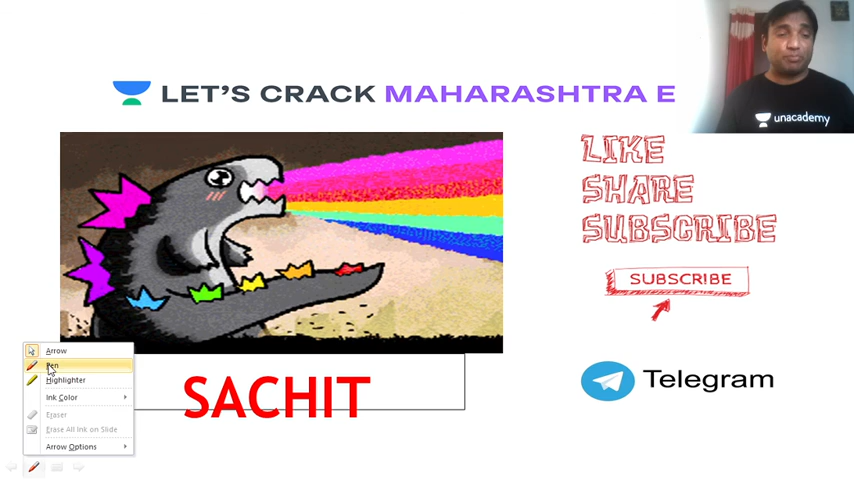 LET'S CRACK MAHARASHTRA E
unacademy
LIKE
SHARE
SUBSCRIBE
SUBSCRIBE
Telegram
SACHIT
Arrow
Pen
Highlighter
Ink Color
Eraser
Erase All Ink on Slide
Arrow Options